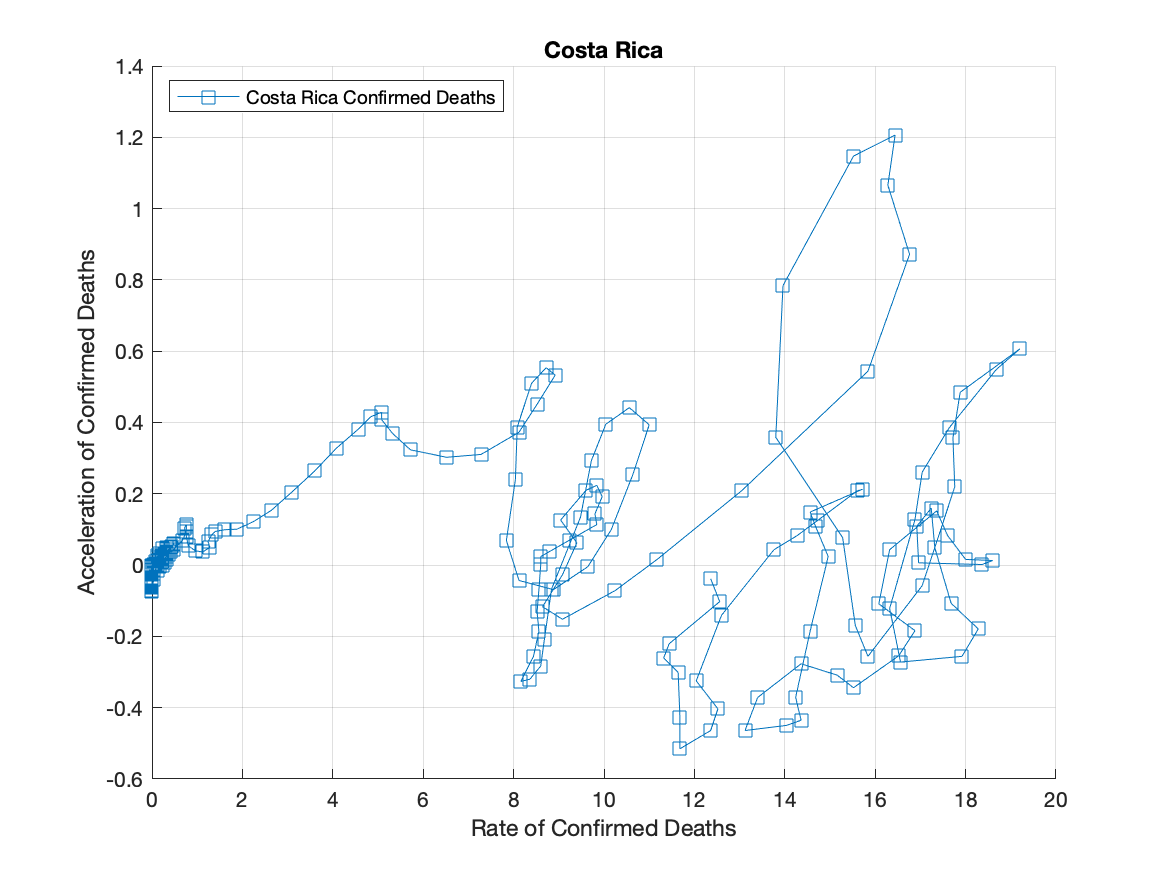 Costa Rica
Costa Rica Confirmed Deaths
Acceleration of Confirmed Deaths
1.4
1.2
1
0.8
0.6
0.4
0.2
0
-0.2
-0.4
-0.6
0 2 4 6 8 10 12 14 16 18 20
Rate of Confirmed Deaths